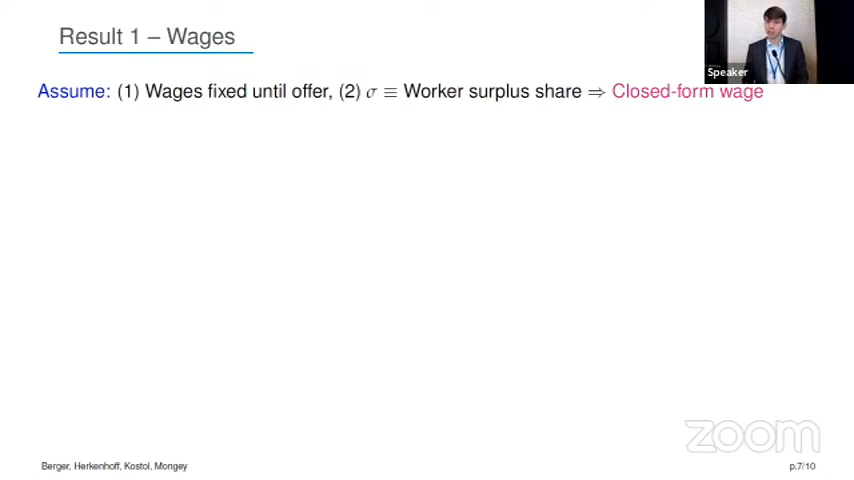 Result 1 – Wages
Speaker
Assume: (1) Wages fixed until offer, (2) σ ≡ Worker surplus share ⇒ Closed-form wage
zoom
Berger, Herkenhoff, Kostol, Mongey
p.7/10